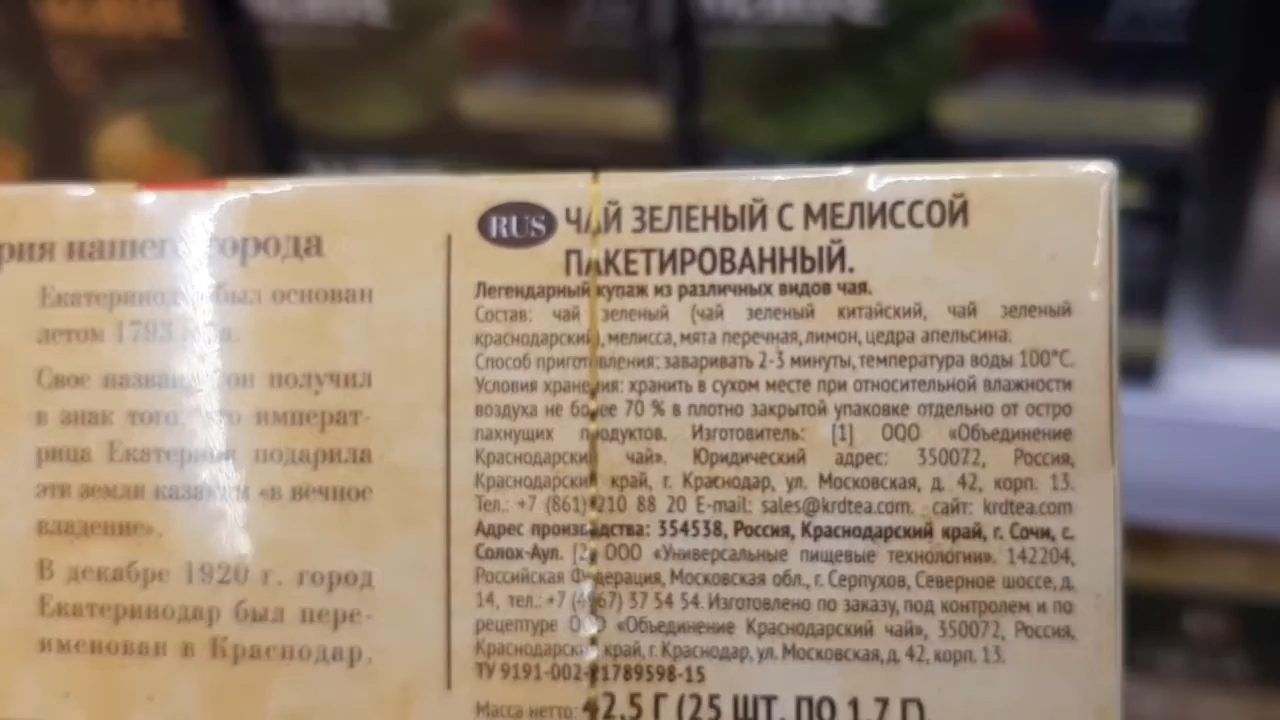 рия нашего города
Екатеринодар был основан
летом 1793 года.
Свое название он получил
в знак того, что императ-
рица Екатерина подарила
эти земли казакам «в вечное
владение».
В декабре 1920 г. город
Екатеринодар был пере-
именован в Краснодар.
RUS ЧАЙ ЗЕЛЕНЫЙ С МЕЛИССОЙ
ПАКЕТИРОВАННЫЙ.
Легендарный купаж из различных видов чая.
Состав: чай зеленый (чай зеленый китайский, чай зеленый
краснодарский), мелисса, мята перечная, лимон, цедра апельсина.
Способ приготовления: заваривать 2-3 минуты, температура воды 100°C.
Условия хранения: хранить в сухом месте при относительной влажности
воздуха не более 70 % в плотно закрытой упаковке отдельно от остро
пахнущих продуктов. Изготовитель: [1] ООО «Объединение
Краснодарский чай». Юридический адрес: 350072, Россия,
Краснодарский край, г. Краснодар, ул. Московская, д. 42, корп. 13.
Тел.: +7 (861) 210 88 20 E-mail: sales@krdtea.com. сайт: krdtea.com
Адрес производства: 354538, Россия, Краснодарский край, г. Сочи, с.
Солох-Аул. [2] ООО «Универсальные пищевые технологии». 142204,
Российская Федерация, Московская обл., г. Серпухов, Северное шоссе, д.
14, тел.: +7 (4967) 37 54 54. Изготовлено по заказу, под контролем и по
рецептуре ООО «Объединение Краснодарский чай», 350072, Россия,
Краснодарский край, г. Краснодар, ул. Московская, д. 42, корп. 13.
ТУ 9191-002-81789598-15
Масса нетто: 42,5 Г (25 ШТ. ПО 1,7 Г)